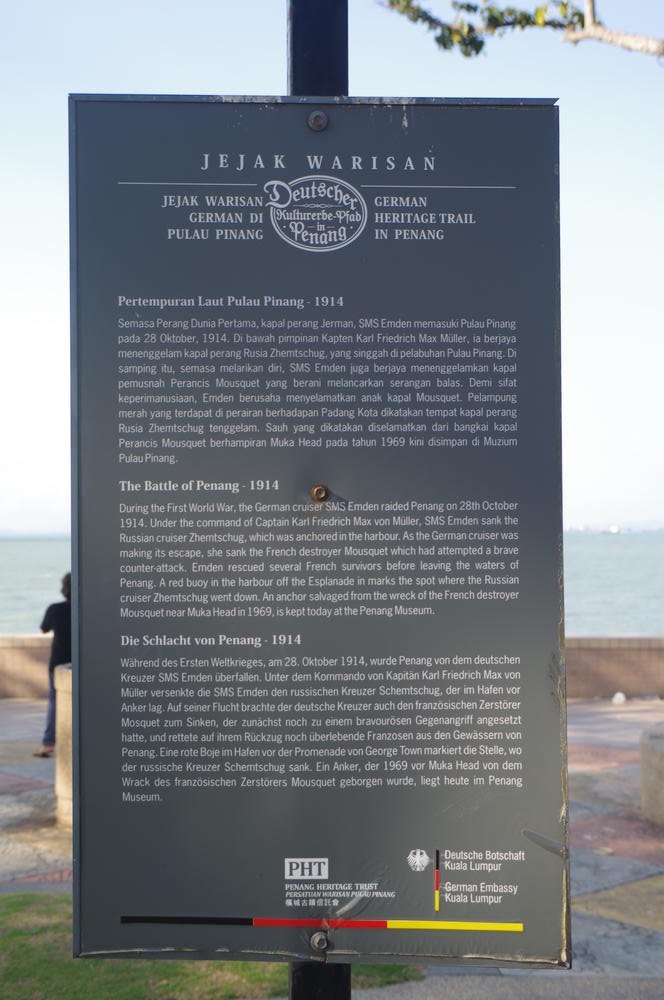 JEJAK WARISAN
JEJAK WARISAN
GERMAN DI
PULAU PINANG
Deutscher
Kulturerbe-Pfad
in
Penang
GERMAN
HERITAGE TRAIL
IN PENANG
Pertempuran Laut Pulau Pinang - 1914
Semasa Perang Dunia Pertama, kapal perang Jerman, SMS Emden memasuki Pulau Pinang
pada 28 Oktober, 1914. Di bawah pimpinan Kapten Karl Friedrich Max Müller, ia berjaya
menenggelam kapal perang Rusia Zhemtschug, yang singgah di pelabuhan Pulau Pinang. Di
samping itu, semasa melarikan diri, SMS Emden juga berjaya menenggelamkan kapal
pemusnah Perancis Mousquet yang berani melancarkan serangan balas. Demi sifat
keperimanusiaan, Emden berusaha menyelamatkan anak kapal Mousquet. Pelampung
merah yang terdapat di perairan berhadapan Padang Kota dikatakan tempat kapal perang
Rusia Zhemtschug tenggelam. Sauh yang dikatakan diselamatkan dari bangkai kapal
Perancis Mousquet berhampiran Muka Head pada tahun 1969 kini disimpan di Muzium
Pulau Pinang.
The Battle of Penang - 1914
During the First World War, the German cruiser SMS Emden raided Penang on 28th October
1914. Under the command of Captain Karl Friedrich Max von Müller, SMS Emden sank the
Russian cruiser Zhemtschug, which was anchored in the harbour. As the German cruiser was
making its escape, she sank the French destroyer Mousquet which had attempted a brave
counter-attack. Emden rescued several French survivors before leaving the waters of
Penang. A red buoy in the harbour off the Esplanade in marks the spot where the Russian
cruiser Zhemtschug went down. An anchor salvaged from the wreck of the French destroyer
Mousquet near Muka Head in 1969, is kept today at the Penang Museum.
Die Schlacht von Penang - 1914
Während des Ersten Weltkrieges, am 28. Oktober 1914, wurde Penang von dem deutschen
Kreuzer SMS Emden überfallen. Unter dem Kommando von Kapitän Karl Friedrich Max von
Müller versenkte die SMS Emden den russischen Kreuzer Schemtschug, der im Hafen vor
Anker lag. Auf seiner Flucht brachte der deutsche Kreuzer auch den französischen Zerstörer
Mosquet zum Sinken, der zunächst noch zu einem bravourösen Gegenangriff angesetzt
hatte, und rettete auf ihrem Rückzug noch überlebende Franzosen aus den Gewässern von
Penang. Eine rote Boje im Hafen vor der Promenade von George Town markiert die Stelle, wo
der russische Kreuzer Schemtschug sank. Ein Anker, der 1969 vor Muka Head von dem
Wrack des französischen Zerstörers Mousquet geborgen wurde, liegt heute im Penang
Museum.
PHT
PENANG HERITAGE TRUST
PERSATUAN WARISAN PULAU PINANG
檳城古蹟信託會
Deutsche Botschaft
Kuala Lumpur
German Embassy
Kuala Lumpur